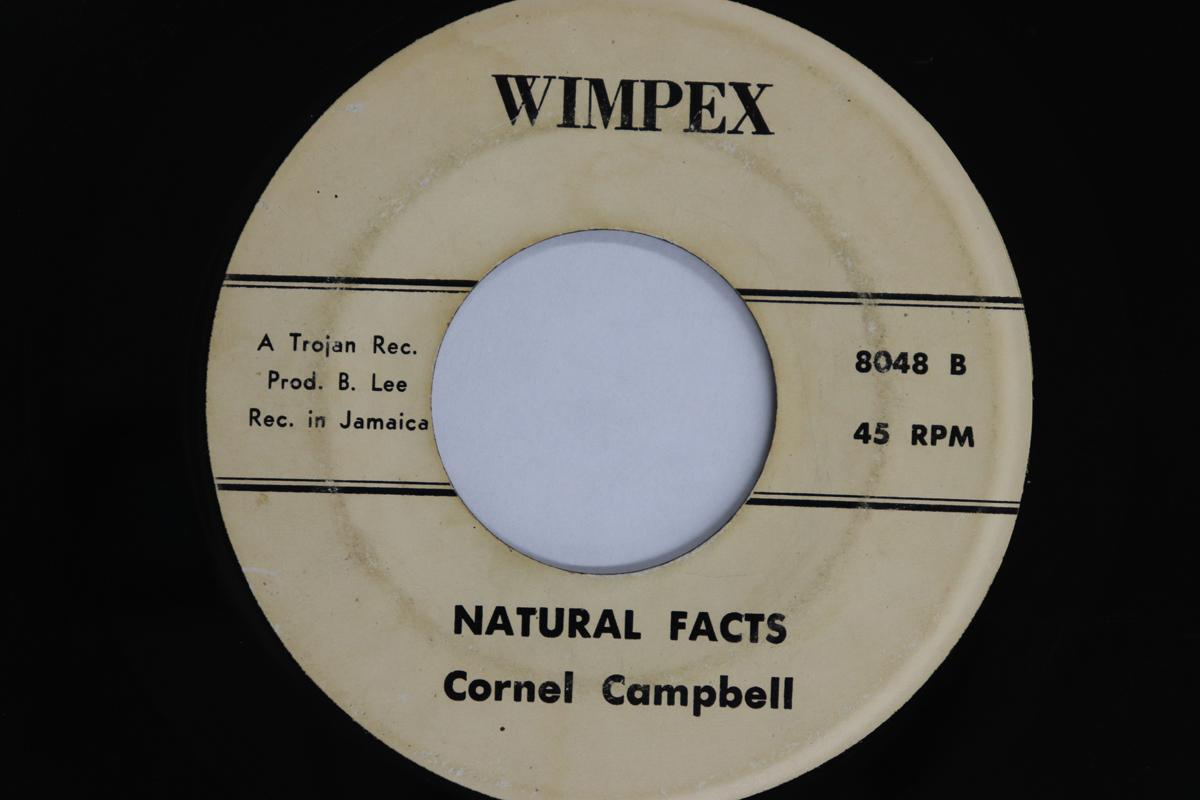 WIMPEX
A Trojan Rec.
Prod. B. Lee
Rec. in Jamaica
8048 B
45 RPM
NATURAL FACTS
Cornel Campbell